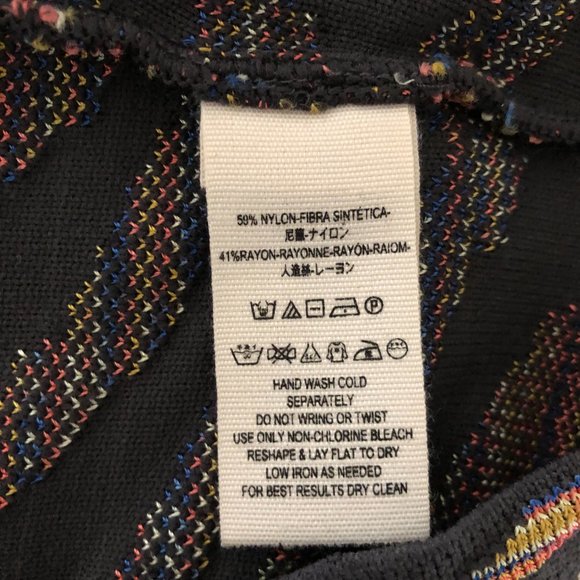 59% NYLON-FIBRA SINTÉTICA-
尼龍-ナイロン
41%RAYON-RAYONNE-RAYÓN-RAIOM-
人造絲-レーヨン
HAND WASH COLD
SEPARATELY
DO NOT WRING OR TWIST
USE ONLY NON-CHLORINE BLEACH
RESHAPE & LAY FLAT TO DRY
LOW IRON AS NEEDED
FOR BEST RESULTS DRY CLEAN